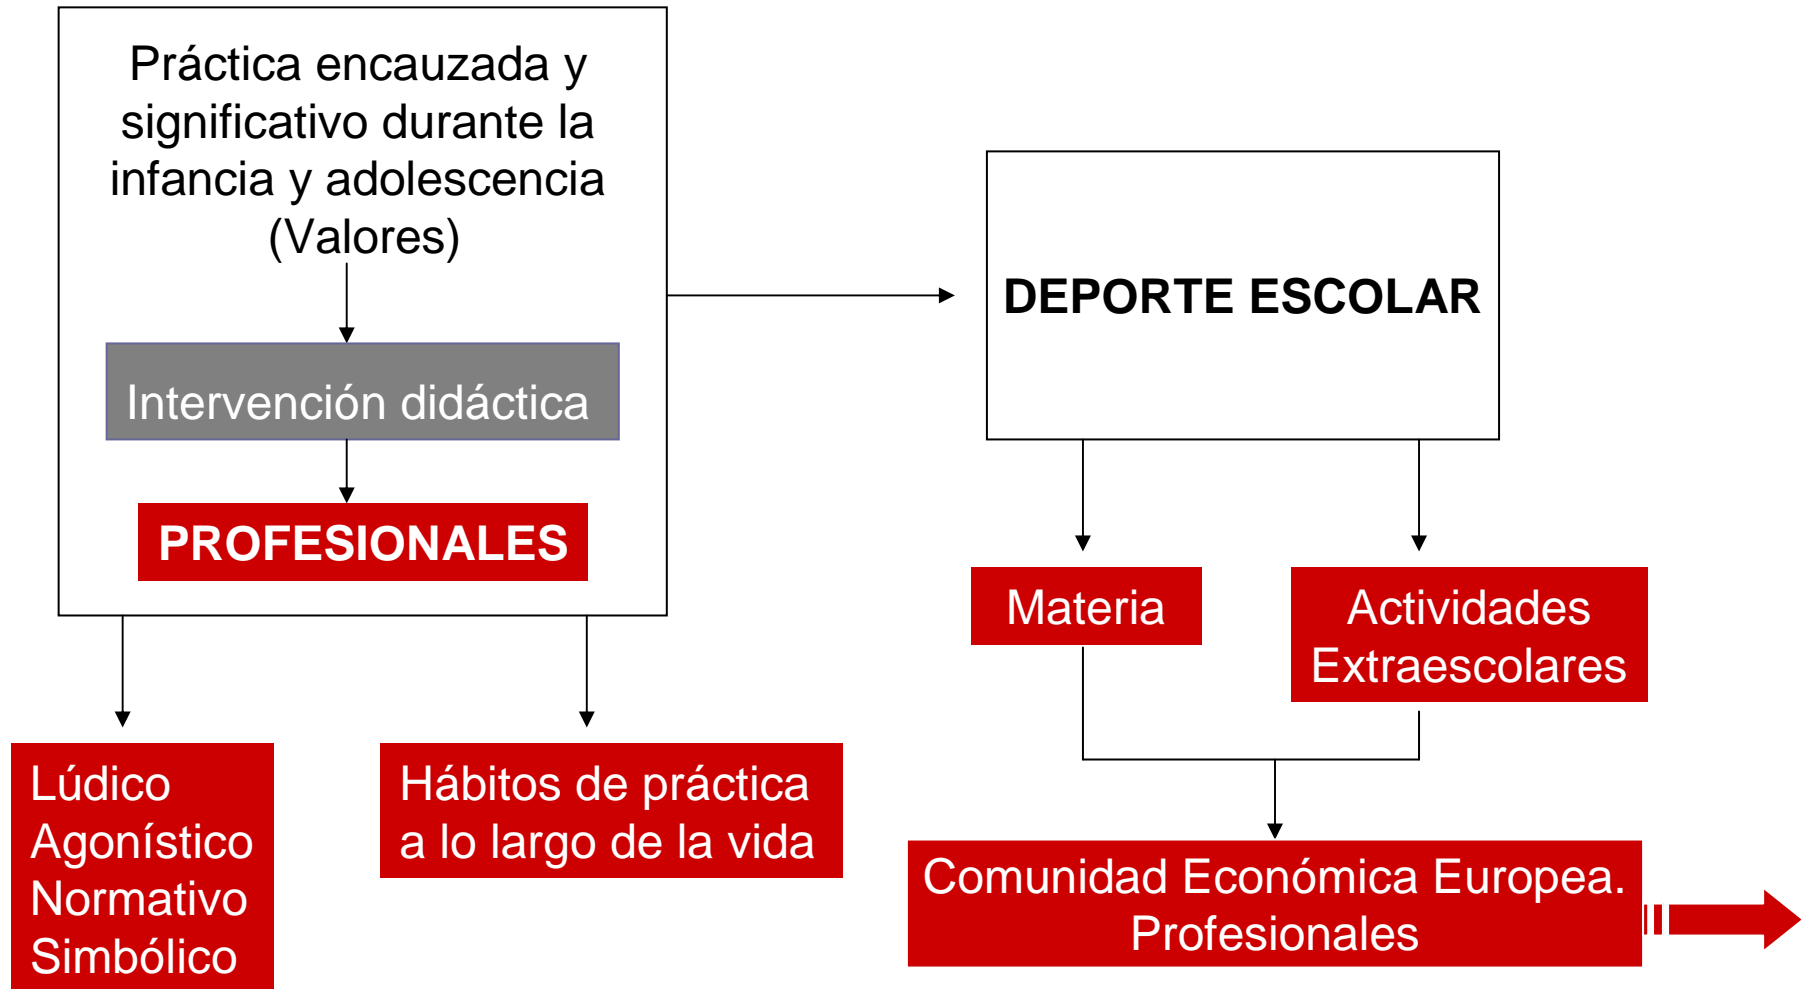 Práctica encauzada y
significativo durante la
infancia y adolescencia
(Valores)
Intervención didáctica
PROFESIONALES
Lúdico
Agonístico
Normativo
Simbólico
Hábitos de práctica
a lo largo de la vida
DEPORTE ESCOLAR
Materia
Actividades
Extraescolares
Comunidad Económica Europea.
Profesionales